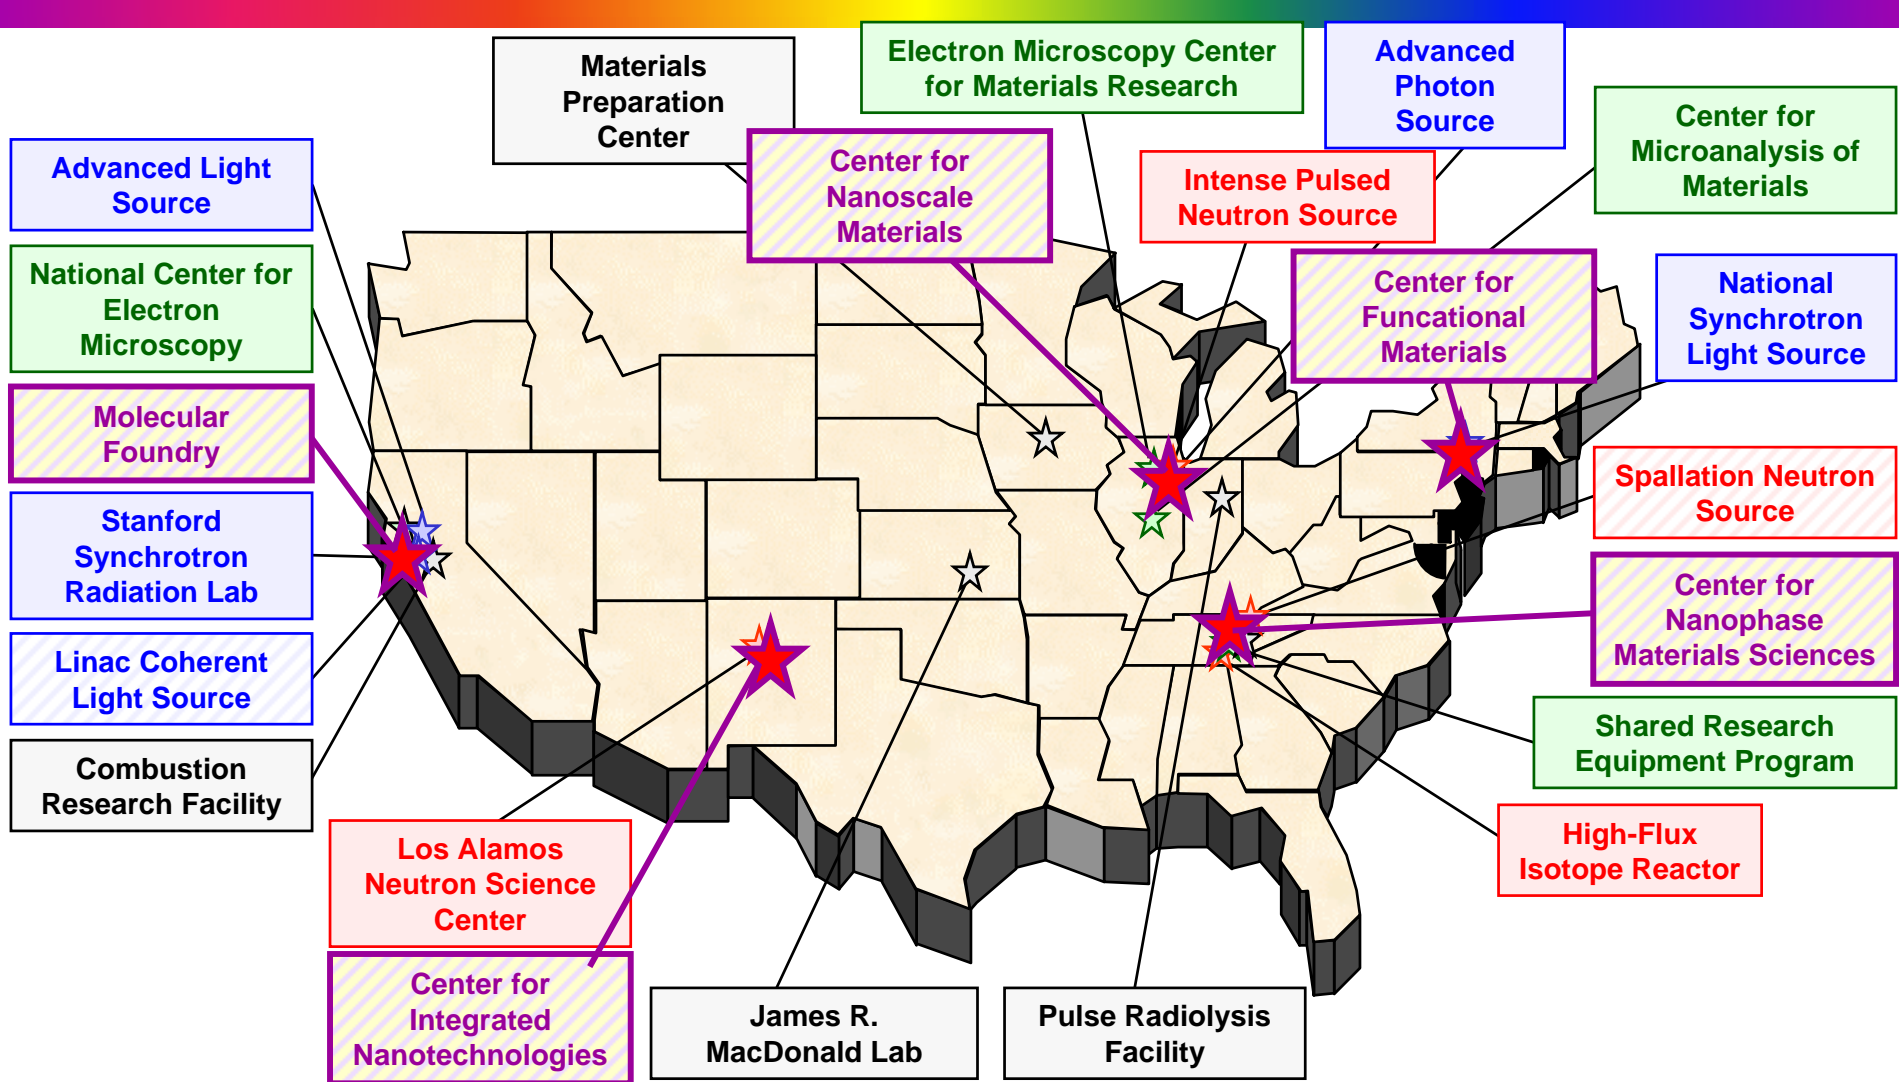 Materials
Preparation
Center
Electron Microscopy Center
for Materials Research
Advanced
Photon
Source
Center for
Microanalysis of
Materials
Advanced Light
Source
Center for
Nanoscale
Materials
Intense Pulsed
Neutron Source
National Center for
Electron
Microscopy
Center for
Funcational
Materials
National
Synchrotron
Light Source
Molecular
Foundry
Spallation Neutron
Source
Stanford
Synchrotron
Radiation Lab
Center for
Nanophase
Materials Sciences
Linac Coherent
Light Source
Shared Research
Equipment Program
Combustion
Research Facility
High-Flux
Isotope Reactor
Los Alamos
Neutron Science
Center
Center for
Integrated
Nanotechnologies
James R.
MacDonald Lab
Pulse Radiolysis
Facility